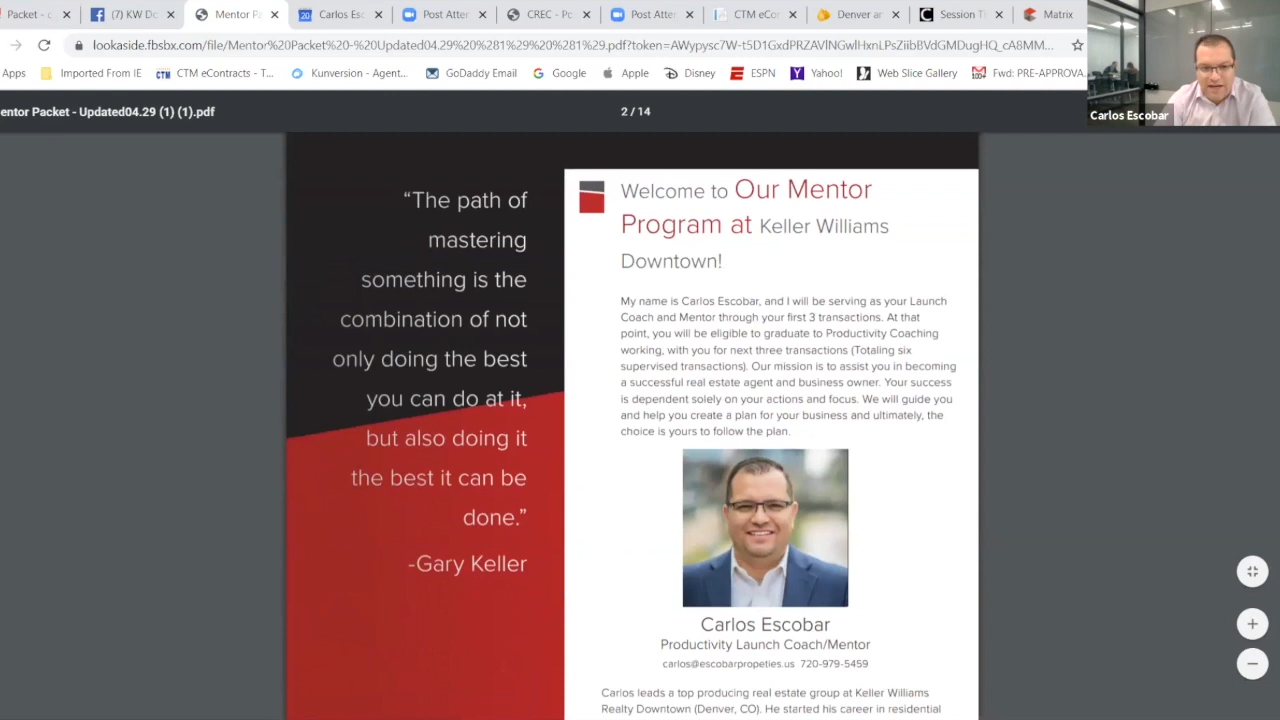 Packet - c
(7) KW Do
Mentor Pa
20
Carlos Esc
Post Atter
CREC - Po
Post Atter
CTM eCor
Denver ar
Session Ti
Matrix
lookaside.fbsbx.com/file/Mentor%20Packet%20-%20Updated04.29%20%281%29%20%281%29.pdf?token=
Apps
Imported From IE
CTM eContracts - T...
Kunversion - Agent...
GoDaddy Email
Google
Apple
Disney
ESPN
Yahoo!
Web Slice Gallery
Fwd: PRE-APPROVA
Carlos Escobar
entor Packet - Updated04.29 (1) (1).pdf
2 / 14
“The path of
mastering
something is the
combination of not
only doing the best
you can do at it,
but also doing it
the best it can be
done.”
-Gary Keller
Welcome to Our Mentor
Program at Keller Williams
Downtown!
My name is Carlos Escobar, and I will be serving as your Launch
Coach and Mentor through your first 3 transactions. At that
point, you will be eligible to graduate to Productivity Coaching
working, with you for next three transactions (Totaling six
supervised transactions). Our mission is to assist you in becoming
a successful real estate agent and business owner. Your success
is dependent solely on your actions and focus. We will guide you
and help you create a plan for your business and ultimately, the
choice is yours to follow the plan.
Carlos Escobar
Productivity Launch Coach/Mentor
carlos@escobarpropeties.us 720-979-5459
Carlos leads a top producing real estate group at Keller Williams
Realty Downtown (Denver, CO). He started his career in residential